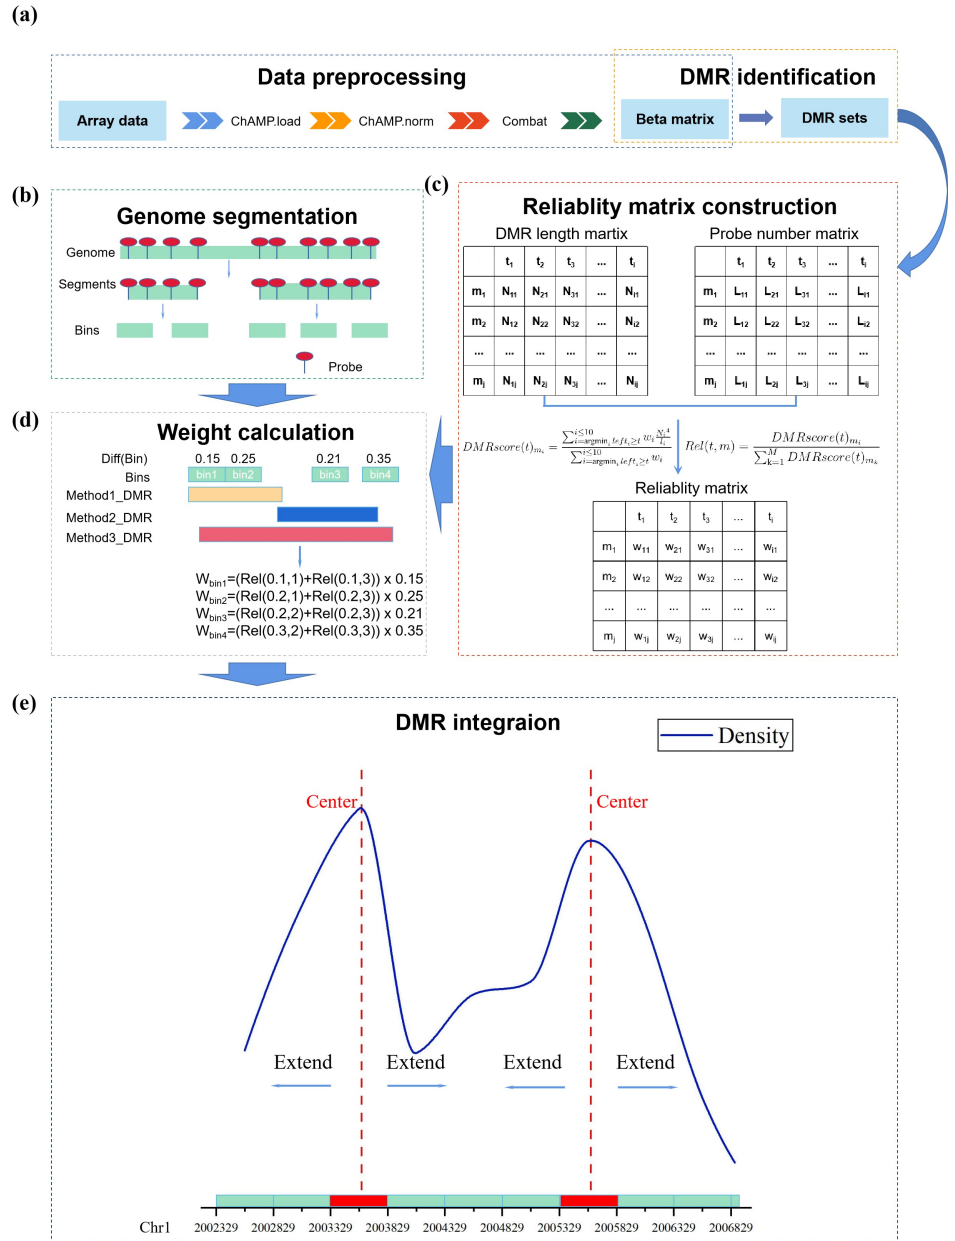 (a)
Data preprocessing
DMR identification
Array data
ChAMP.load
ChAMP.norm
Combat
Beta matrix
DMR sets
(b)
Genome segmentation
Genome
Segments
Bins
Probe
(c)
Reliablity matrix construction
DMR length martix
t1 t2 t3 ... ti
m1 N11 N21 N31 ... Ni1
m2 N12 N22 N32 ... Ni2
... ... ... ... ... ...
mj N1j N2j N3j ... Nij
Probe number matrix
t1 t2 t3 ... ti
m1 L11 L21 L31 ... Li1
m2 L12 L22 L32 ... Li2
... ... ... ... ... ...
mj L1j L2j L3j ... Lij
Rel(t, m) = DMRscore(t)mi / ∑k=1^M DMRscore(t)mk
Reliablity matrix
t1 t2 t3 ... ti
m1 w11 w21 w31 ... wi1
m2 w12 w22 w32 ... wi2
... ... ... ... ... ...
mj w1j w2j w3j ... wij
(d)
Weight calculation
Diff(Bin) 0.15 0.25 0.21 0.35
Bins bin1 bin2 bin3 bin4
Method1_DMR
Method2_DMR
Method3_DMR
Wbin1=(Rel(0.1,1)+Rel(0.1,3)) x 0.15
Wbin2=(Rel(0.2,1)+Rel(0.2,3)) x 0.25
Wbin3=(Rel(0.2,2)+Rel(0.2,3)) x 0.21
Wbin4=(Rel(0.3,2)+Rel(0.3,3)) x 0.35
(e)
DMR integraion
Density
Center
Center
Extend
Extend
Extend
Extend
Chr1 2002329 2002829 2003329 2003829 2004329 2004829 2005329 2005829 2006329 2006829